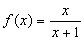 f(x) = x/(x+1)